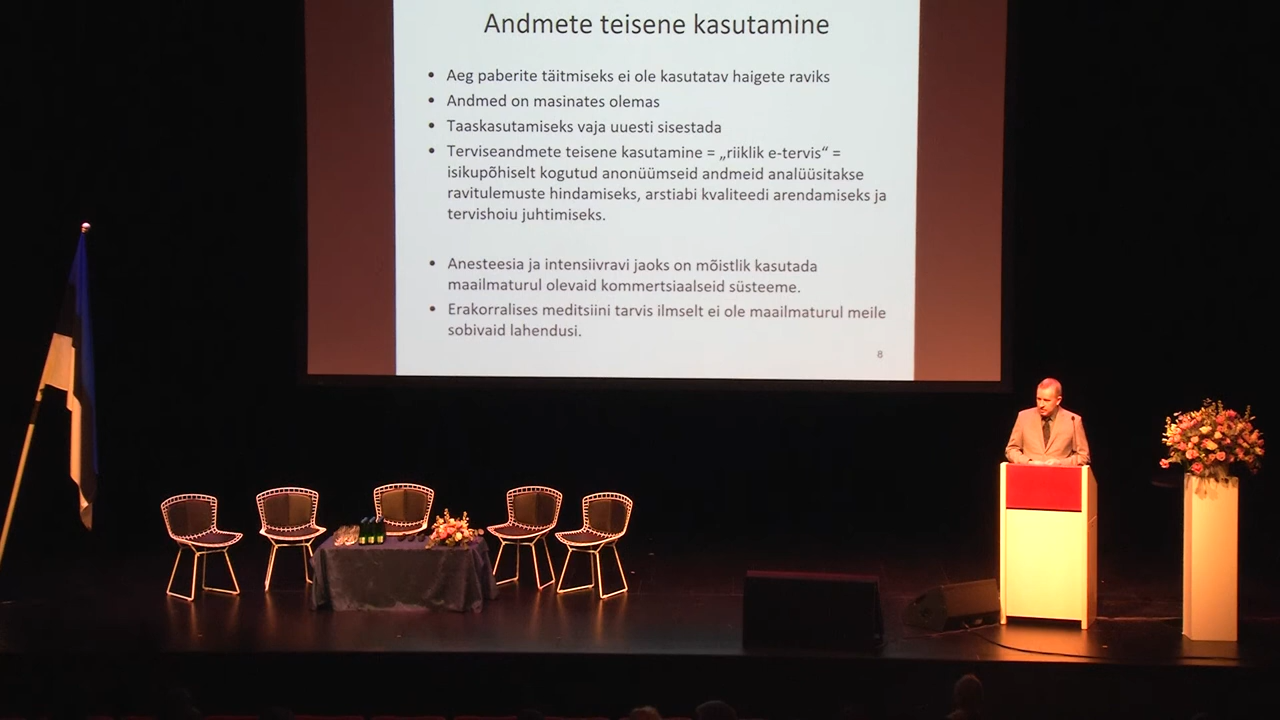 Andmete teisene kasutamine
• Aeg paberite täitmiseks ei ole kasutatav haigete raviks
• Andmed on masinates olemas
• Taaskasutamiseks vaja uuesti sisestada
• Terviseandmete teisene kasutamine = „riiklik e-tervis“ =
isikupõhiselt kogutud anonüümseid andmeid analüüsitakse
ravitulemuste hindamiseks, arstiabi kvaliteedi arendamiseks ja
tervishoiu juhtimiseks.
• Anesteesia ja intensiivravi jaoks on mõistlik kasutada
maailmaturul olevaid kommertsiaalseid süsteeme.
• Erakorralises meditsiini tarvis ilmselt ei ole maailmaturul meile
sobivaid lahendusi.
8